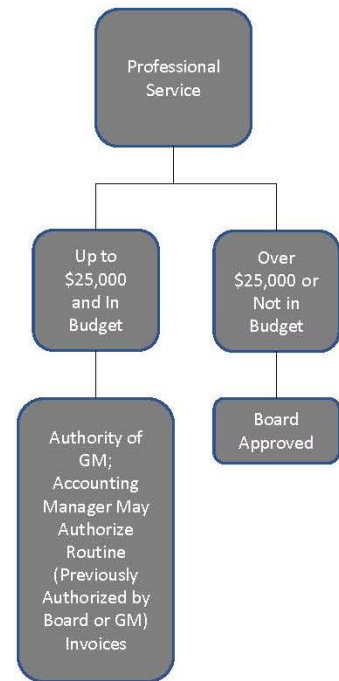 Professional
Service
Up to
$25,000
and In
Budget
Over
$25,000 or
Not in
Budget
Authority of
GM;
Accounting
Manager May
Authorize
Routine
(Previously
Authorized by
Board or GM)
Invoices
Board
Approved